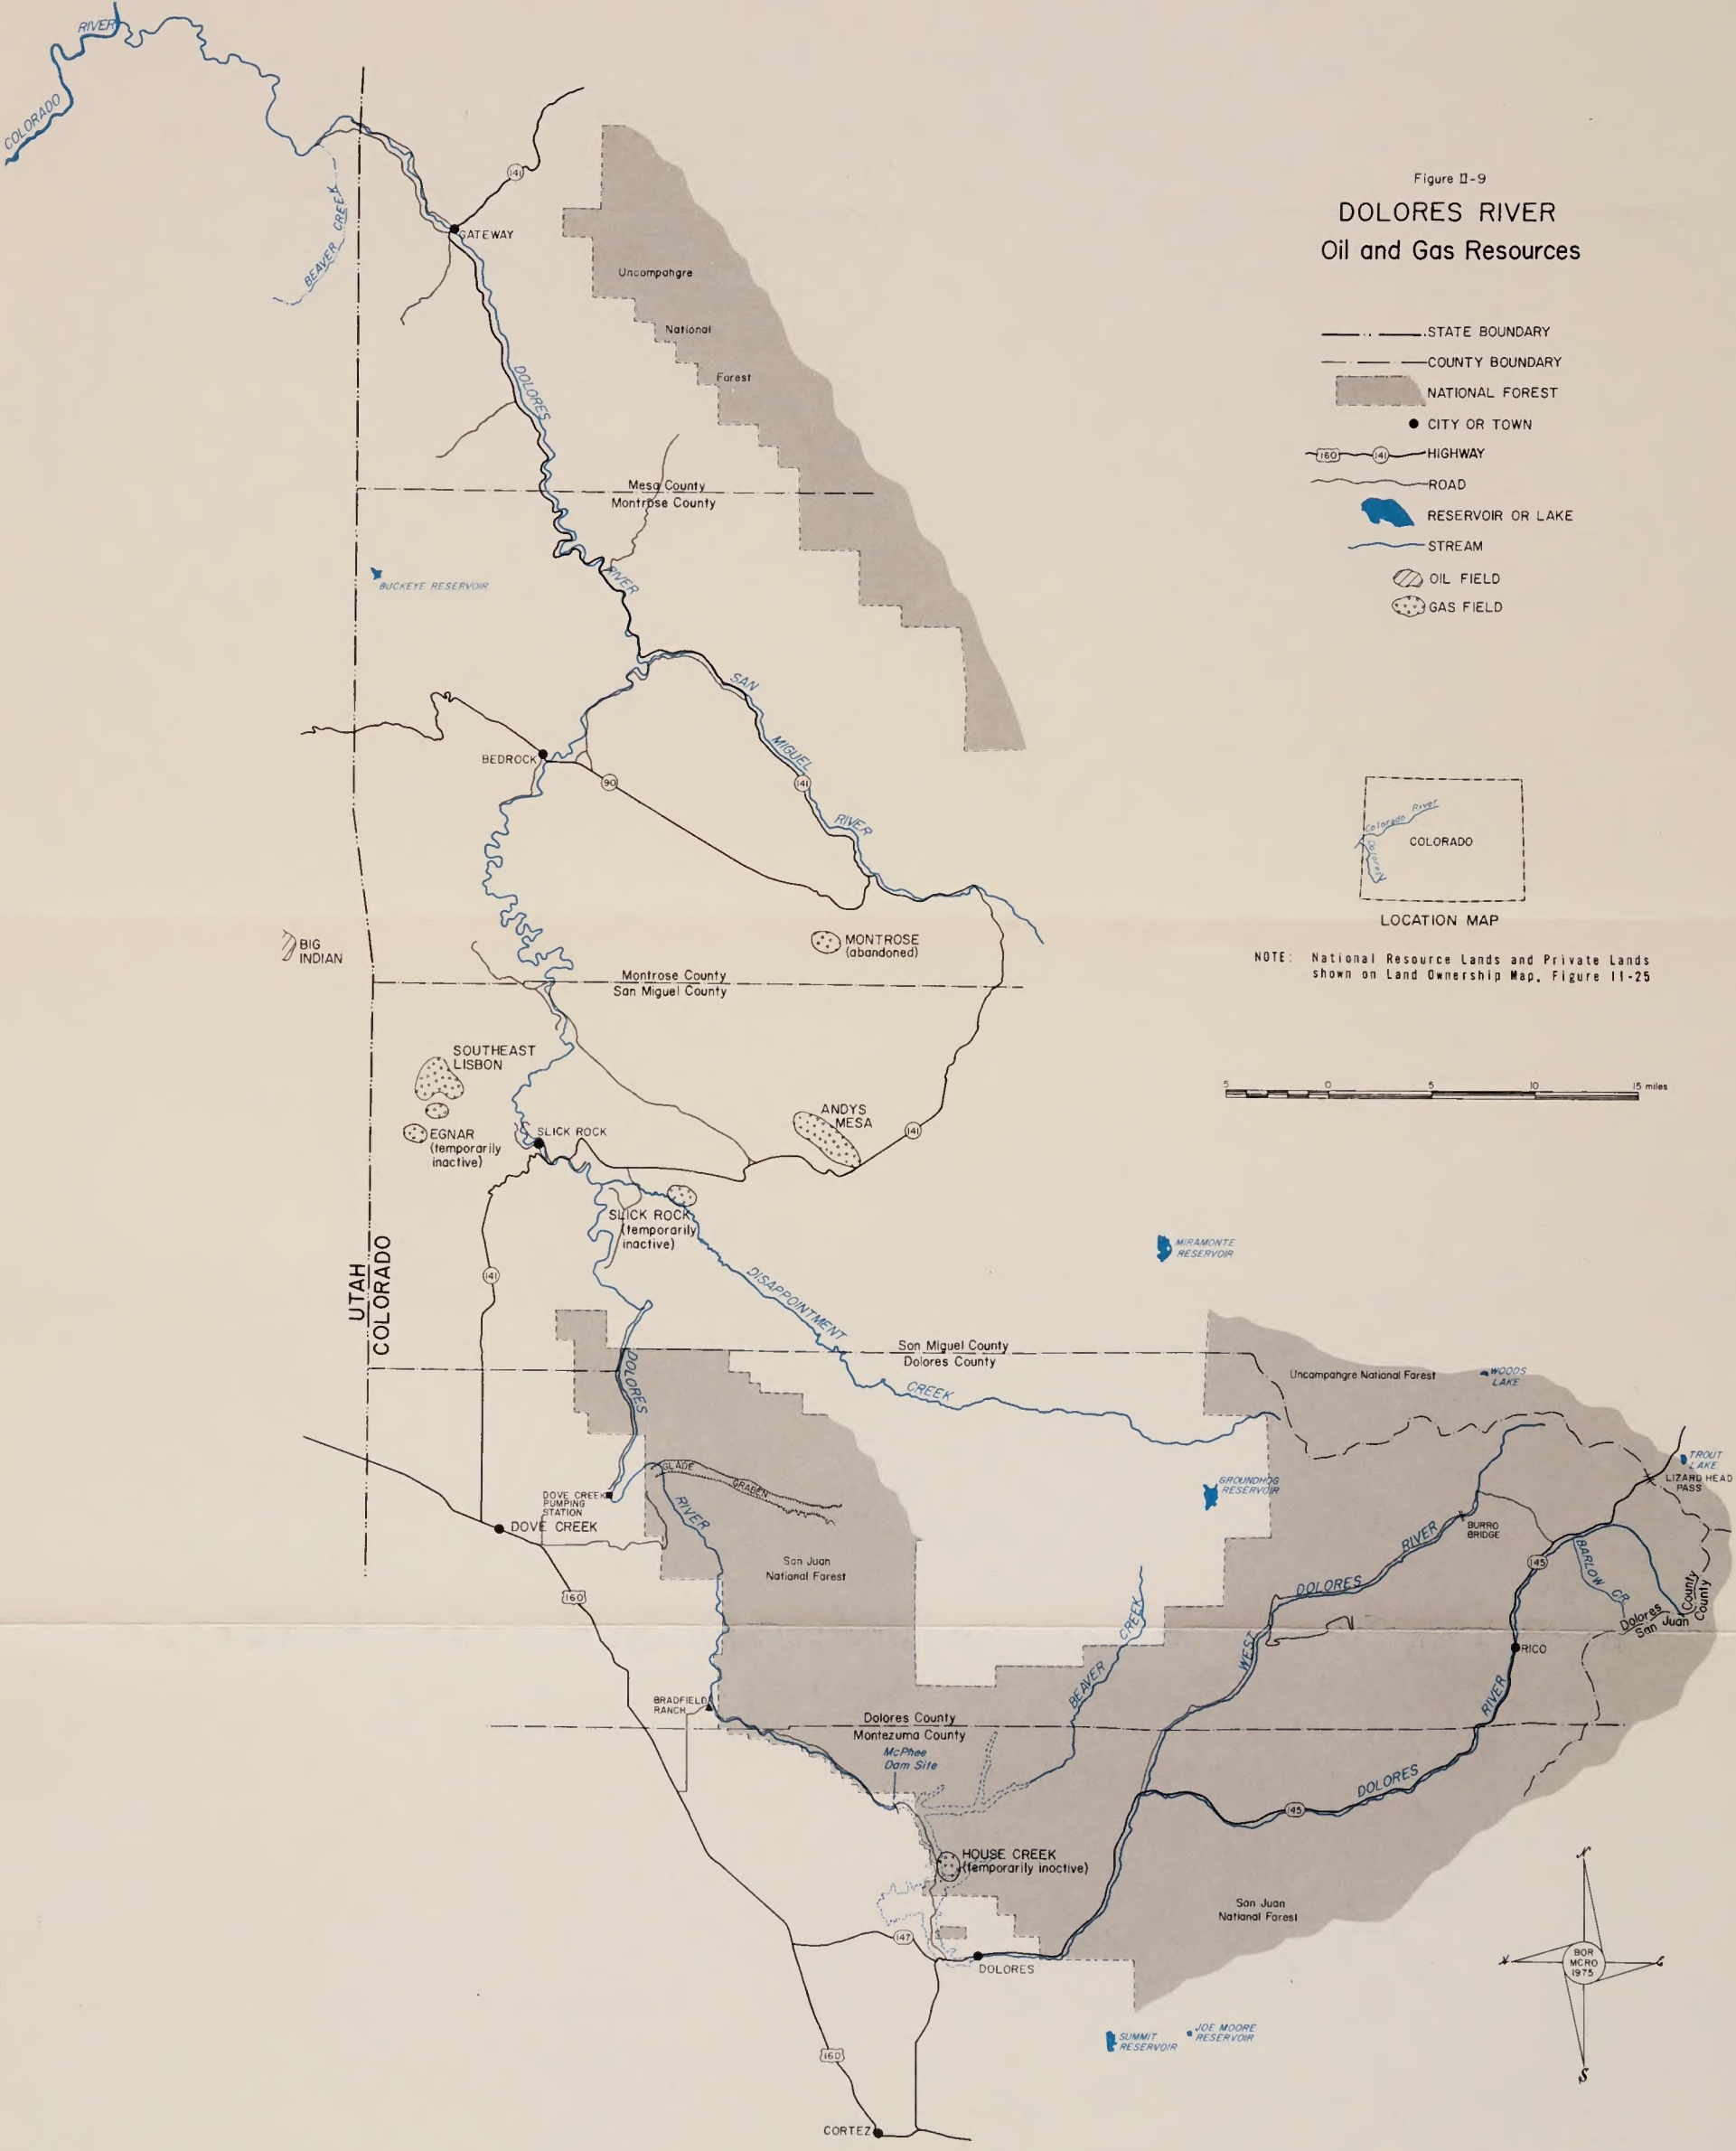 Figure II-9
DOLORES RIVER
Oil and Gas Resources
STATE BOUNDARY
COUNTY BOUNDARY
NATIONAL FOREST
CITY OR TOWN
160 141 HIGHWAY
ROAD
RESERVOIR OR LAKE
STREAM
OIL FIELD
GAS FIELD
Colorado River
Dolores R
COLORADO
LOCATION MAP
NOTE: National Resource Lands and Private Lands
shown on Land Ownership Map, Figure 11-25
5 0 5 10 15 miles
COLORADO
RIVER
BEAVER CREEK
141
GATEWAY
Uncompahgre
National
Forest
DOLORES
Mesa County
Montrose County
RIVER
BUCKEYE RESERVOIR
SAN
MIGUEL
141
RIVER
BEDROCK
90
BIG
INDIAN
MONTROSE
(abandoned)
Montrose County
San Miguel County
SOUTHEAST
LISBON
EGNAR
(temporarily
inactive)
SLICK ROCK
ANDYS
MESA
141
SLICK ROCK
(temporarily
inactive)
MIRAMONTE
RESERVOIR
UTAH
COLORADO
141
DISAPPOINTMENT
CREEK
San Miguel County
Dolores County
Uncompahgre National Forest
WOODS
LAKE
DOLORES
TROUT
LAKE
LIZARD HEAD
PASS
GLADE
GRABEN
GROUNDHOG
RESERVOIR
DOVE CREEK
PUMPING
STATION
RIVER
DOVE CREEK
BURRO
BRIDGE
RIVER
DOLORES
WEST
145
BARLOW CR
County
County
Dolores
San Juan
San Juan
National Forest
160
BEAVER
CREEK
RICO
RIVER
BRADFIELD
RANCH
Dolores County
Montezuma County
McPhee
Dam Site
DOLORES
145
HOUSE CREEK
(temporarily inactive)
San Juan
National Forest
147
DOLORES
N
BOR
MCRO
1975
S
SUMMIT
RESERVOIR
JOE MOORE
RESERVOIR
160
CORTEZ